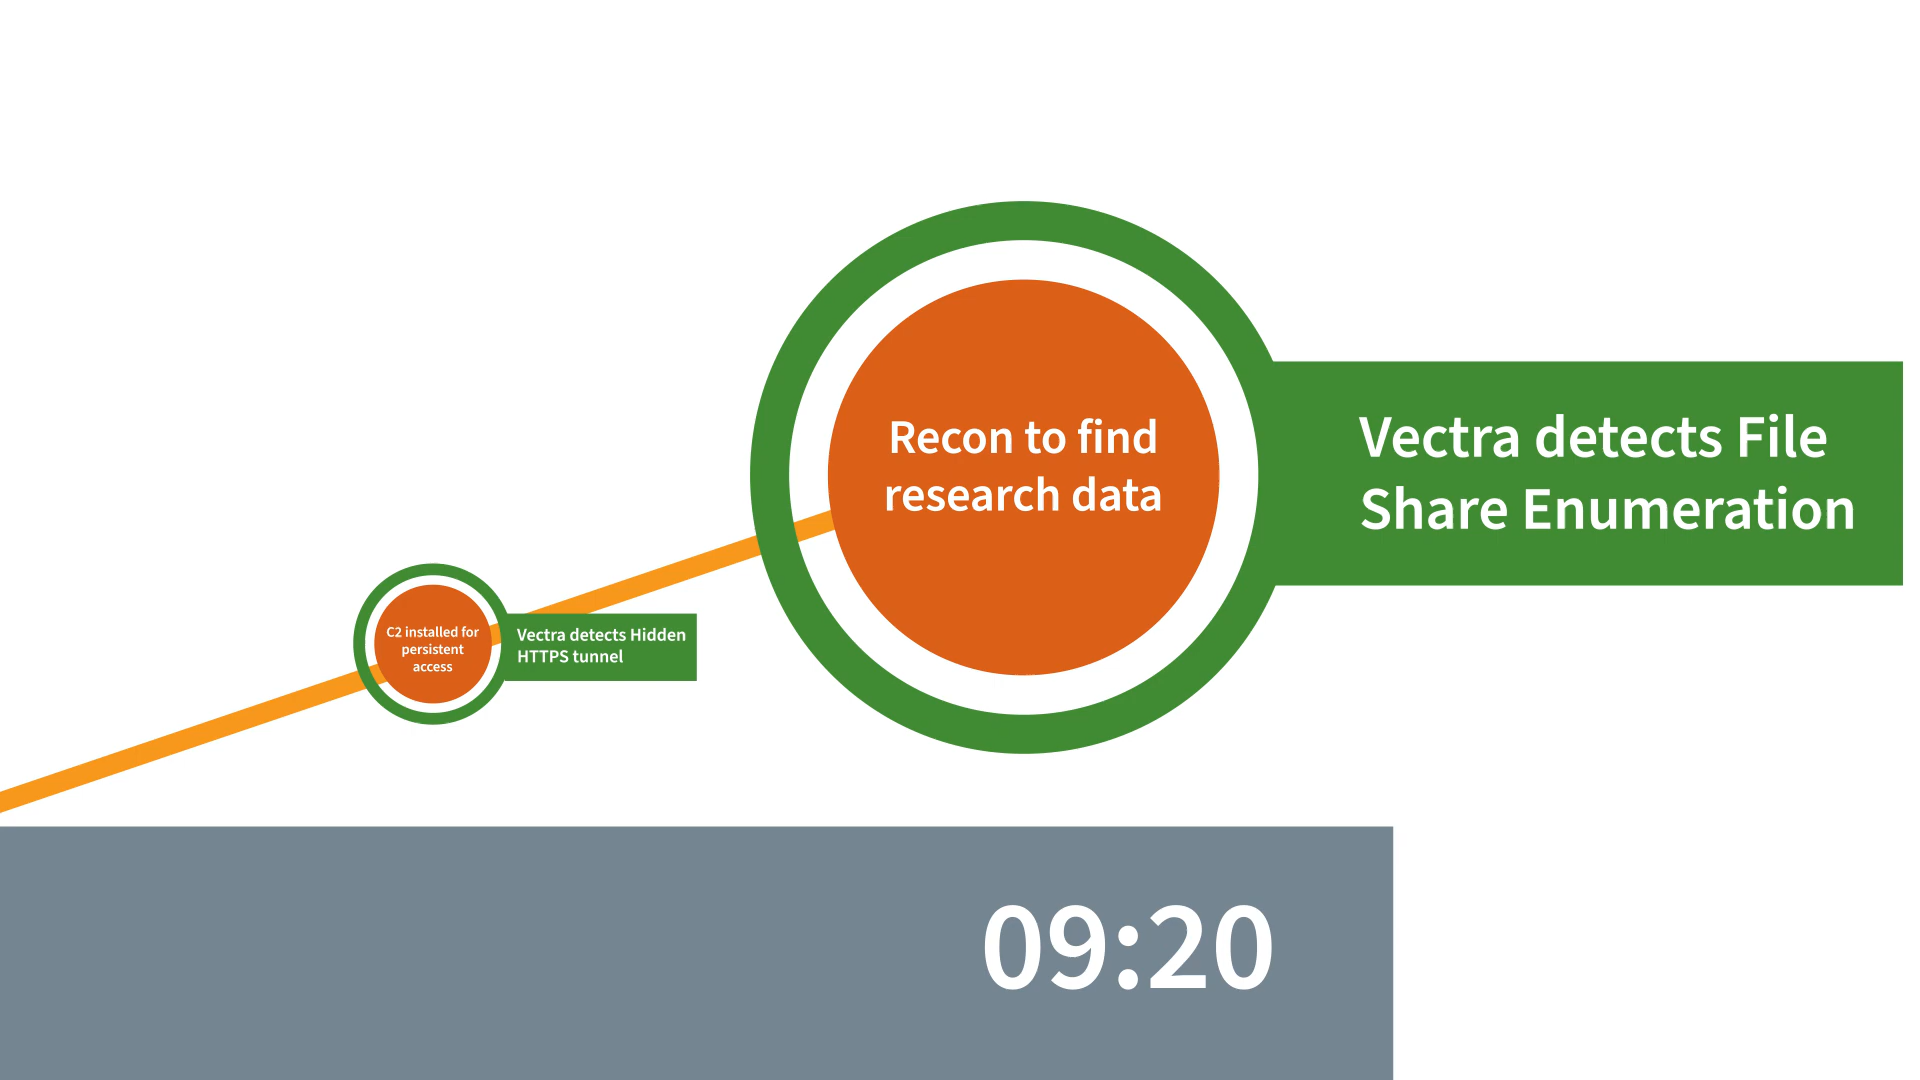 Recon to find
research data
Vectra detects File
Share Enumeration
C2 installed for
persistent
access
Vectra detects Hidden
HTTPS tunnel
09:20